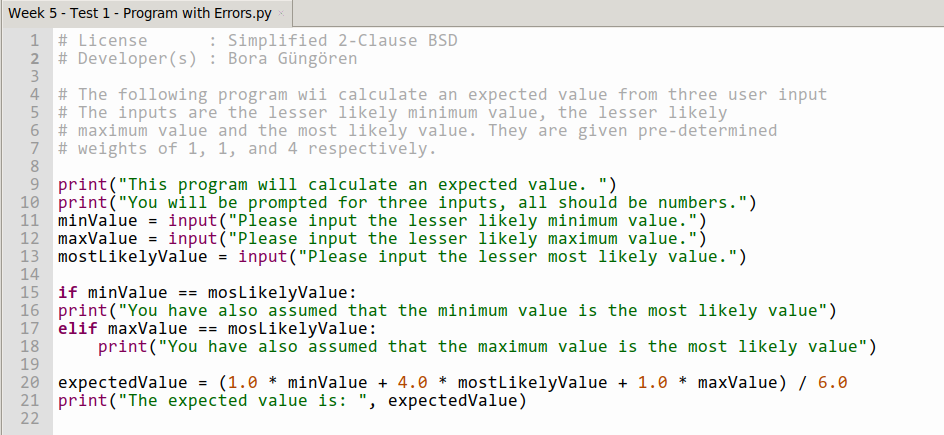 Week 5 - Test 1 - Program with Errors.py ×
1 # License      : Simplified 2-Clause BSD
2 # Developer(s) : Bora Güngören
3
4 # The following program wii calculate an expected value from three user input
5 # The inputs are the lesser likely minimum value, the lesser likely
6 # maximum value and the most likely value. They are given pre-determined
7 # weights of 1, 1, and 4 respectively.
8
9 print("This program will calculate an expected value. ")
10 print("You will be prompted for three inputs, all should be numbers.")
11 minValue = input("Please input the lesser likely minimum value.")
12 maxValue = input("Please input the lesser likely maximum value.")
13 mostLikelyValue = input("Please input the lesser most likely value.")
14
15 if minValue == mosLikelyValue:
16 print("You have also assumed that the minimum value is the most likely value")
17 elif maxValue == mosLikelyValue:
18     print("You have also assumed that the maximum value is the most likely value")
19
20 expectedValue = (1.0 * minValue + 4.0 * mostLikelyValue + 1.0 * maxValue) / 6.0
21 print("The expected value is: ", expectedValue)
22